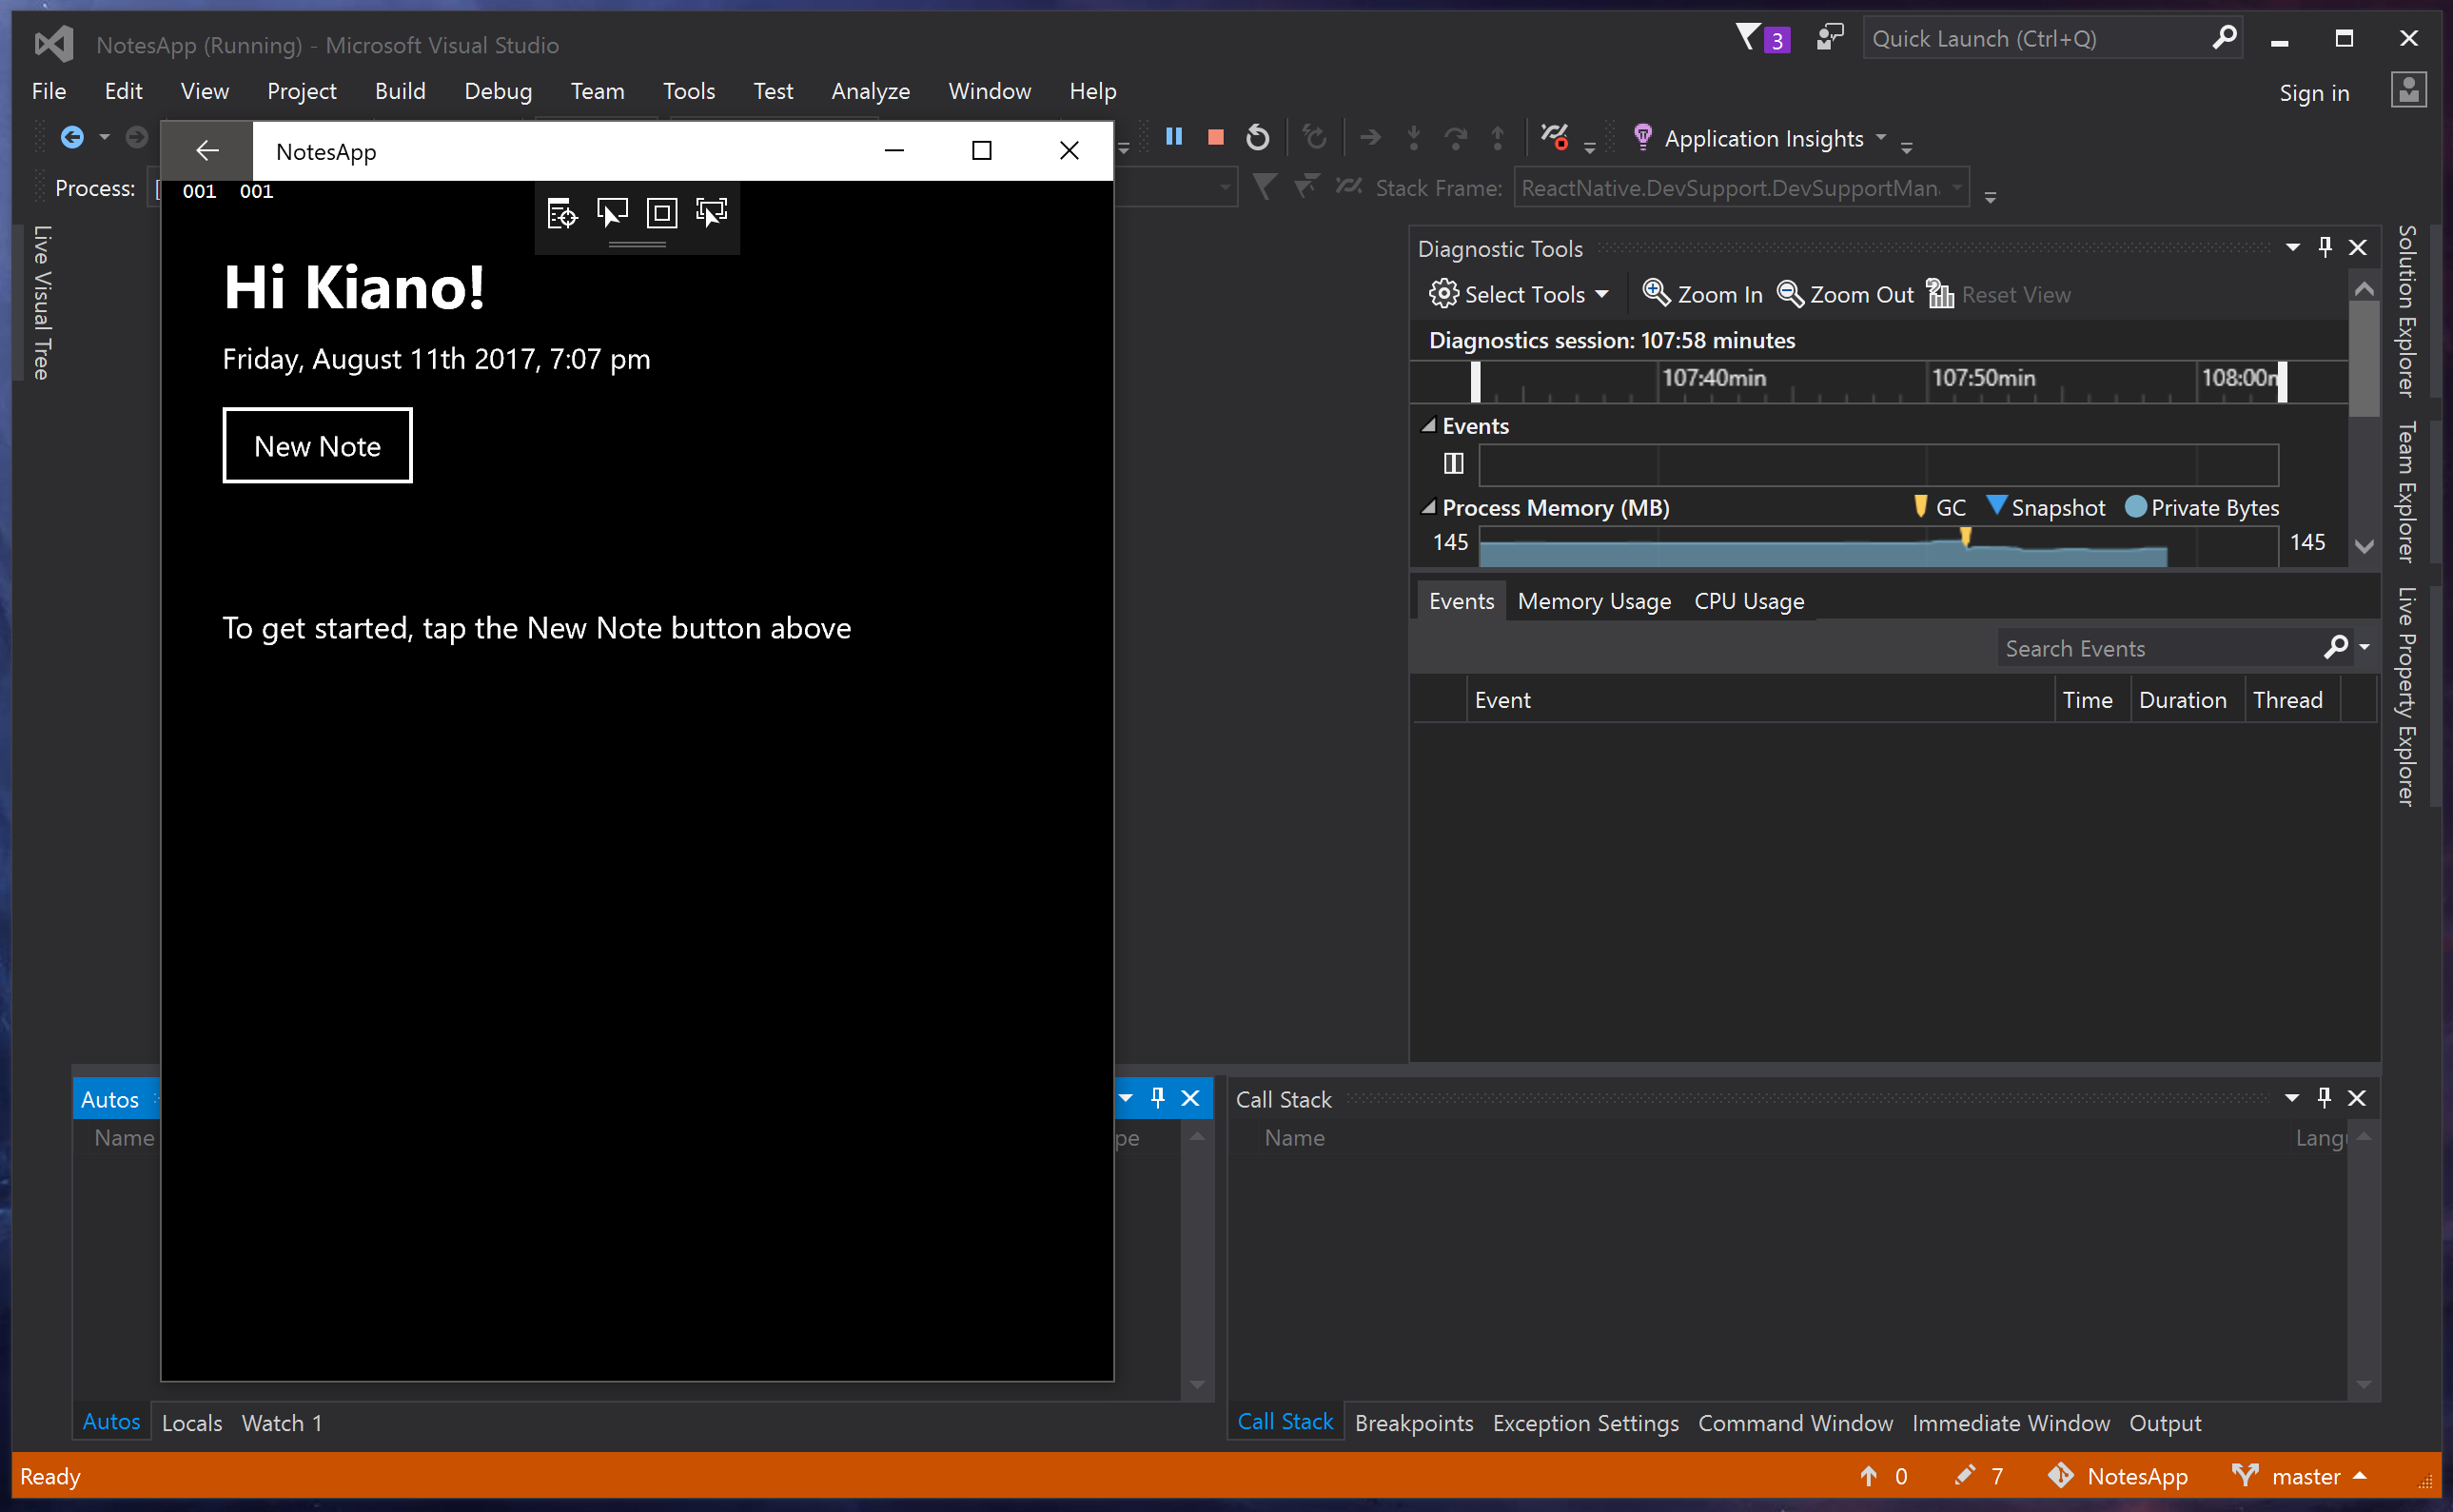 NotesApp (Running) - Microsoft Visual Studio
3
Quick Launch (Ctrl+Q)
File Edit View Project Build Debug Team Tools Test Analyze Window Help
Sign in
Application Insights
Process: [
Stack Frame: ReactNative.DevSupport.DevSupportMan
NotesApp
001 001
Hi Kiano!
Friday, August 11th 2017, 7:07 pm
New Note
To get started, tap the New Note button above
Live Visual Tree
Diagnostic Tools
Select Tools Zoom In Zoom Out Reset View
Diagnostics session: 107:58 minutes
107:40min 107:50min 108:00m
Events
Process Memory (MB) GC Snapshot Private Bytes
145 145
Events Memory Usage CPU Usage
Search Events
Event Time Duration Thread
Solution Explorer
Team Explorer
Live Property Explorer
Autos
Name pe
Autos Locals Watch 1
Call Stack
Name Langu
Call Stack Breakpoints Exception Settings Command Window Immediate Window Output
Ready 0 7 NotesApp master